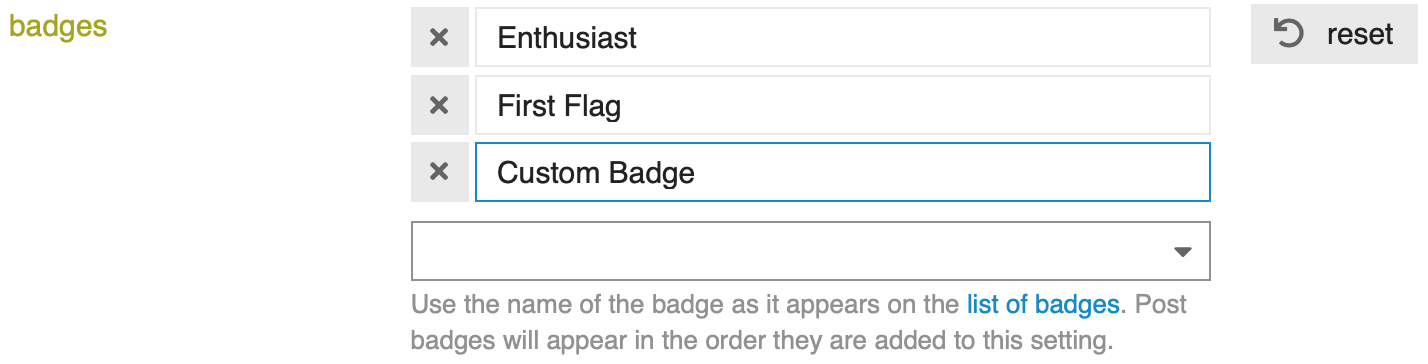 badges
Enthusiast
reset
First Flag
Custom Badge
Use the name of the badge as it appears on the list of badges. Post
badges will appear in the order they are added to this setting.